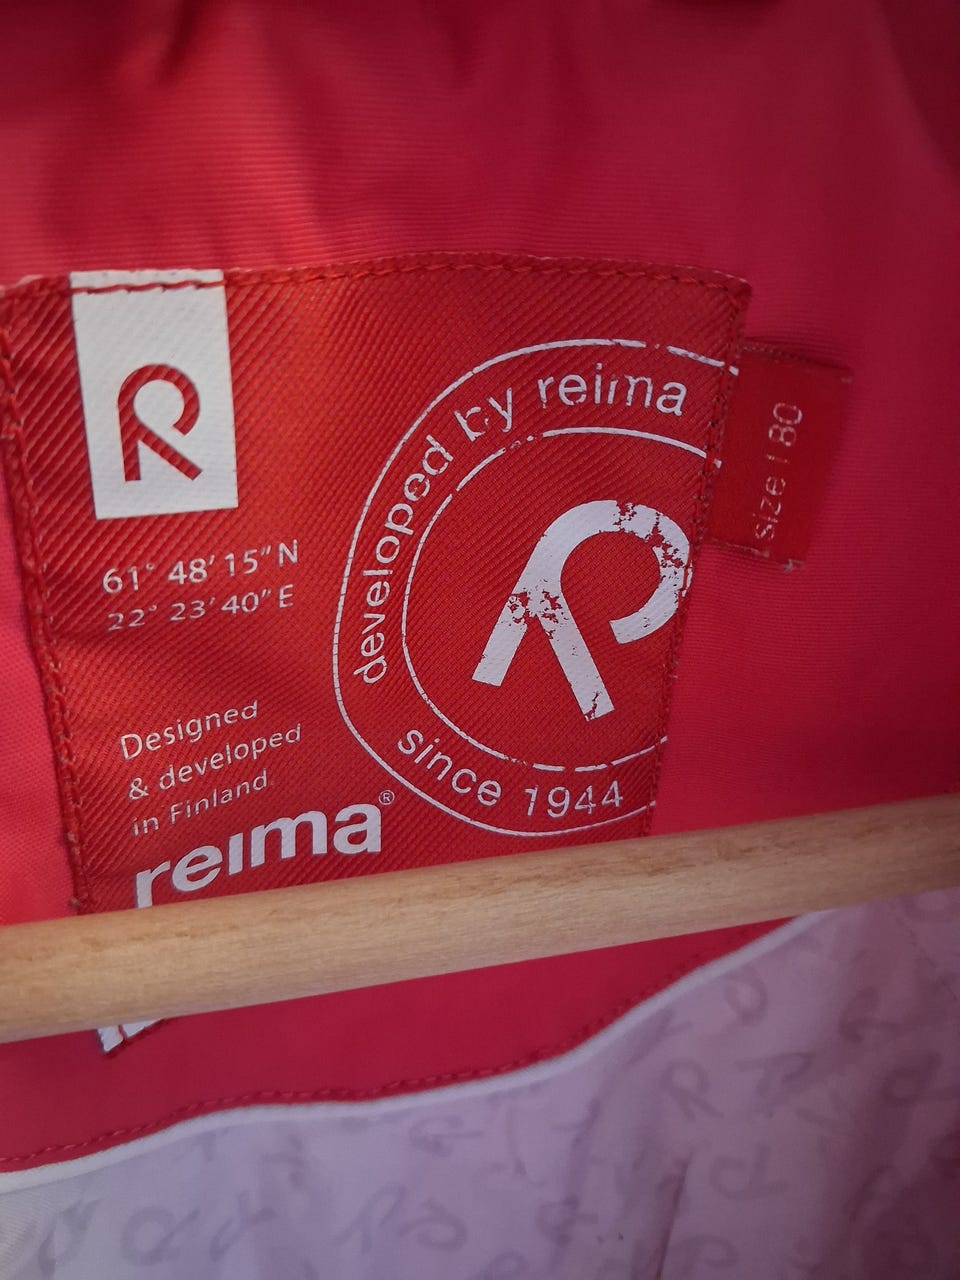 R
61° 48' 15" N
22° 23' 40" E
Designed
& developed
in Finland.
reima®
developed by reima
R
since 1944
size | 80